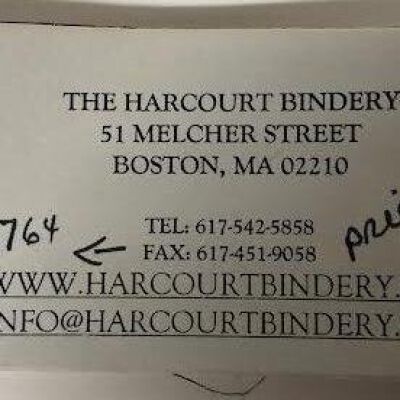 THE HARCOURT BINDERY
51 MELCHER STREET
BOSTON, MA 02210
764
TEL: 617-542-5858
FAX: 617-451-9058
WWW.HARCOURTBINDERY.
INFO@HARCOURTBINDERY.